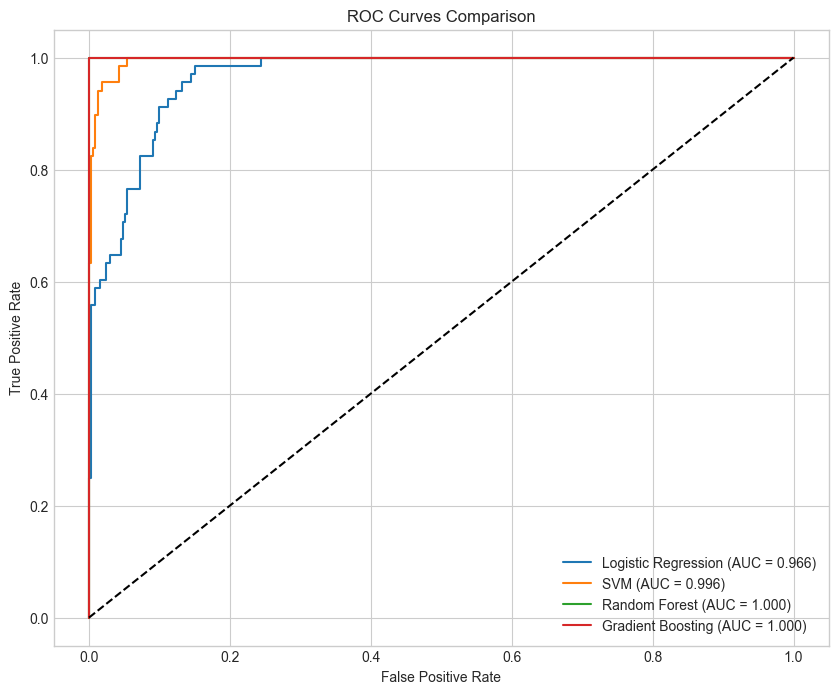 ROC Curves Comparison
1.0
0.8
0.6
0.4
0.2
0.0
True Positive Rate
Logistic Regression (AUC = 0.966)
SVM (AUC = 0.996)
Random Forest (AUC = 1.000)
Gradient Boosting (AUC = 1.000)
0.0 0.2 0.4 0.6 0.8 1.0
False Positive Rate